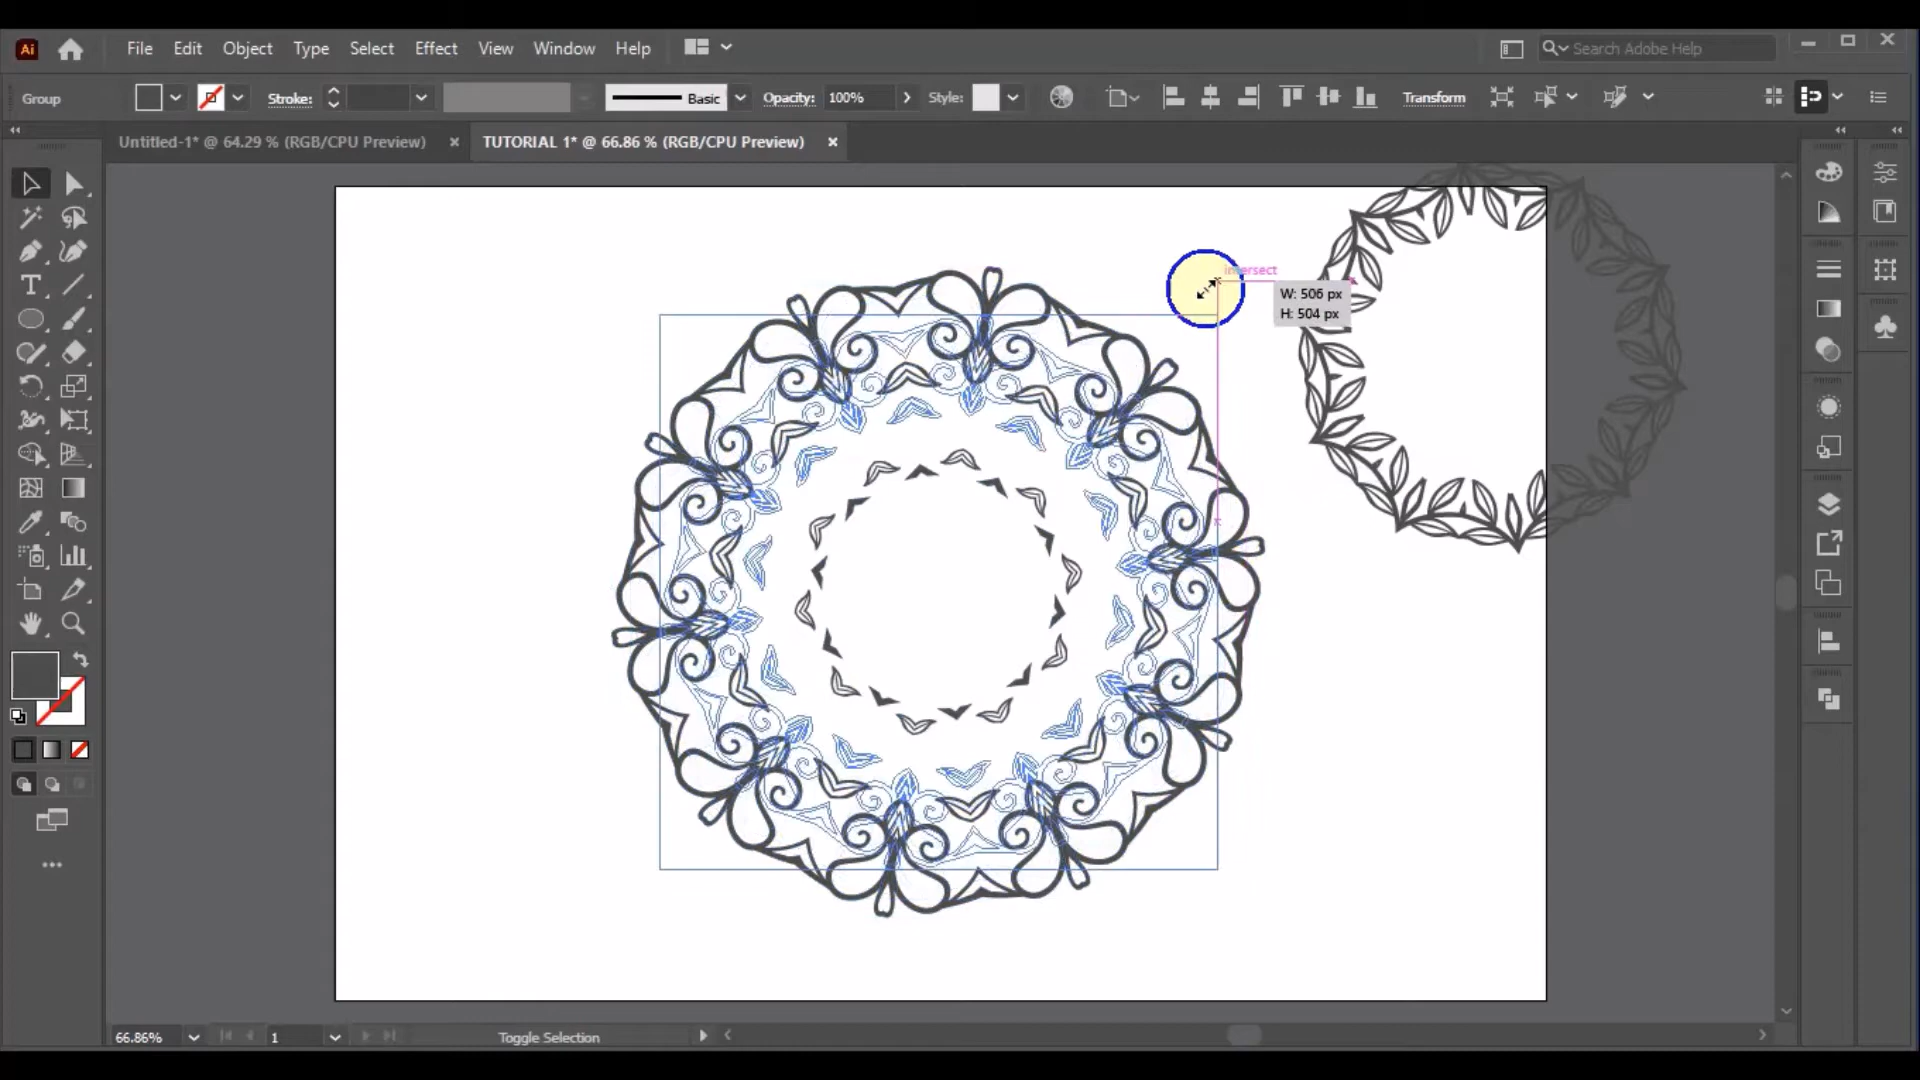 Ai File Edit Object Type Select Effect View Window Help Search Adobe Help
Group Stroke: Basic Opacity: 100% Style: Transform
Untitled-1* @ 64.29 % (RGB/CPU Preview) TUTORIAL 1* @ 66.86 % (RGB/CPU Preview)
intersect
W: 506 px
H: 504 px
66.86% 1 Toggle Selection